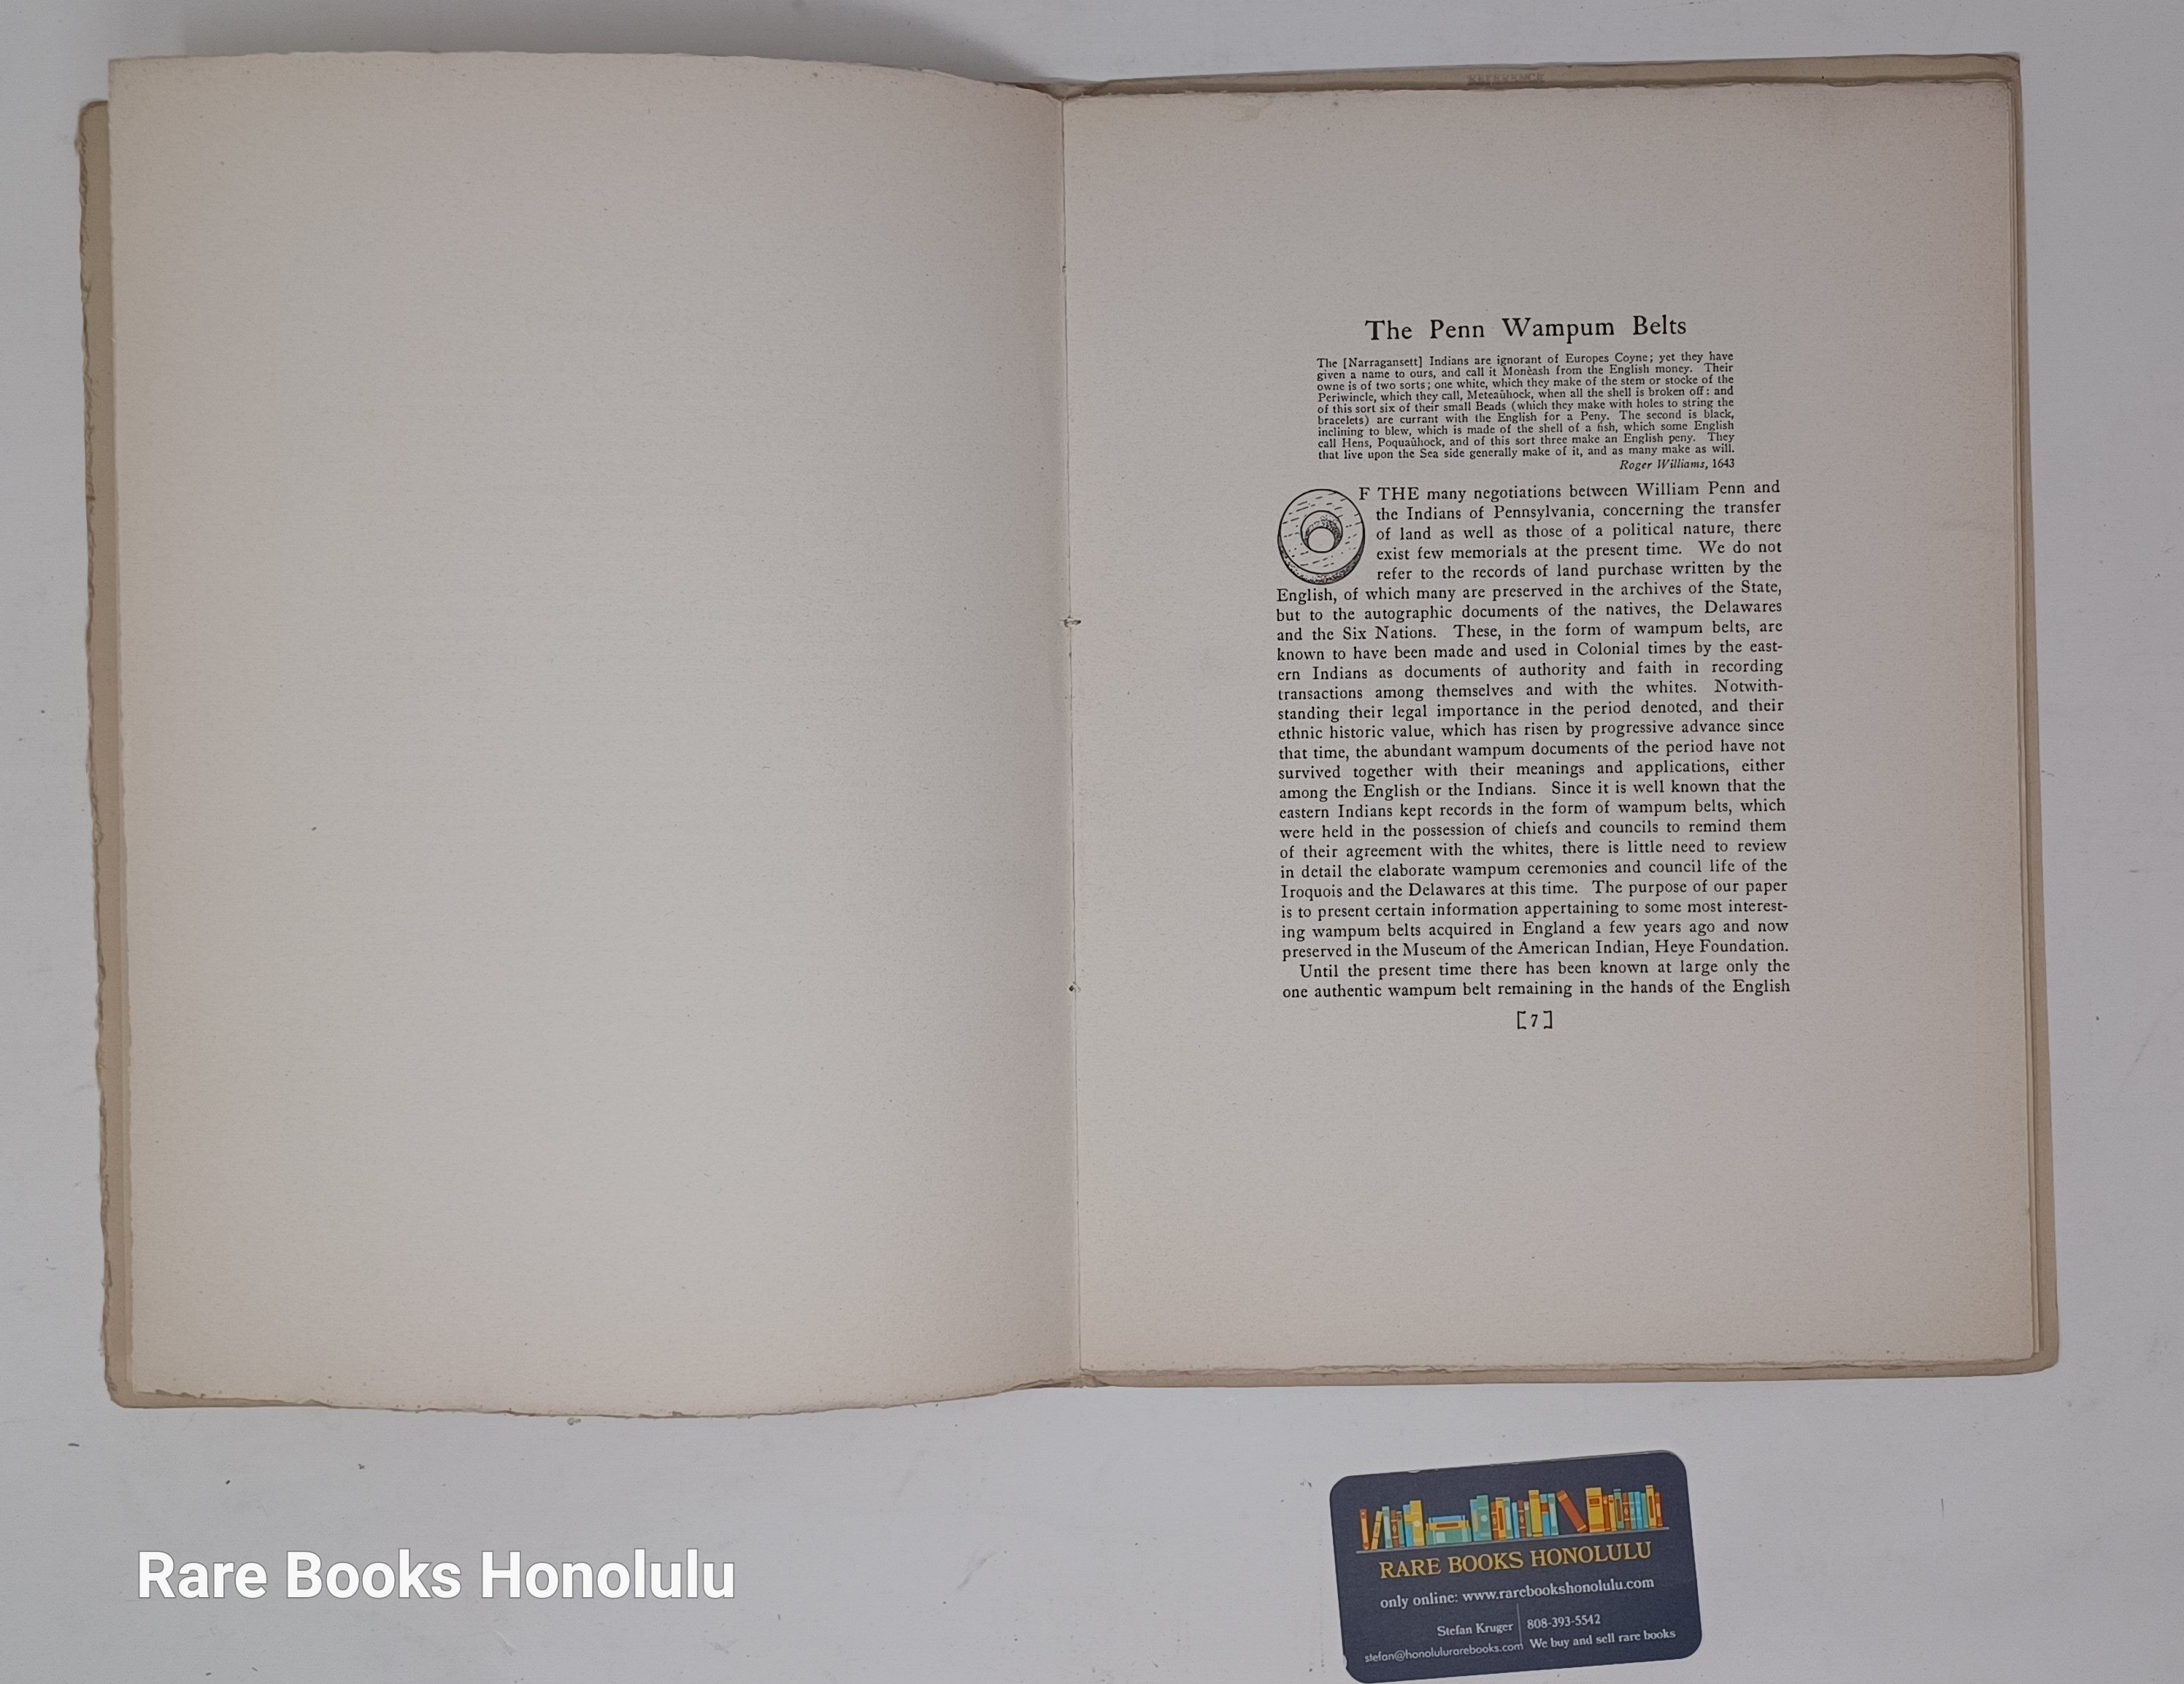 REFERENCE
The Penn Wampum Belts
The [Narragansett] Indians are ignorant of Europes Coyne; yet they have
given a name to ours, and call it Monèash from the English money. Their
owne is of two sorts; one white, which they make of the stem or stocke of the
Periwincle, which they call, Meteaûhock, when all the shell is broken off: and
of this sort six of their small Beads (which they make with holes to string the
bracelets) are currant with the English for a Peny. The second is black,
inclining to blew, which is made of the shell of a fish, which some English
call Hens, Poquaûhock, and of this sort three make an English peny. They
that live upon the Sea side generally make of it, and as many make as will.
Roger Williams, 1643
OF THE many negotiations between William Penn and
the Indians of Pennsylvania, concerning the transfer
of land as well as those of a political nature, there
exist few memorials at the present time. We do not
refer to the records of land purchase written by the
English, of which many are preserved in the archives of the State,
but to the autographic documents of the natives, the Delawares
and the Six Nations. These, in the form of wampum belts, are
known to have been made and used in Colonial times by the east-
ern Indians as documents of authority and faith in recording
transactions among themselves and with the whites. Notwith-
standing their legal importance in the period denoted, and their
ethnic historic value, which has risen by progressive advance since
that time, the abundant wampum documents of the period have not
survived together with their meanings and applications, either
among the English or the Indians. Since it is well known that the
eastern Indians kept records in the form of wampum belts, which
were held in the possession of chiefs and councils to remind them
of their agreement with the whites, there is little need to review
in detail the elaborate wampum ceremonies and council life of the
Iroquois and the Delawares at this time. The purpose of our paper
is to present certain information appertaining to some most interest-
ing wampum belts acquired in England a few years ago and now
preserved in the Museum of the American Indian, Heye Foundation.
Until the present time there has been known at large only the
one authentic wampum belt remaining in the hands of the English
[7]
Rare Books Honolulu
RARE BOOKS HONOLULU
only online: www.rarebookshonolulu.com
Stefan Kruger
808-393-5542
stefan@honolulurarebooks.com
We buy and sell rare books